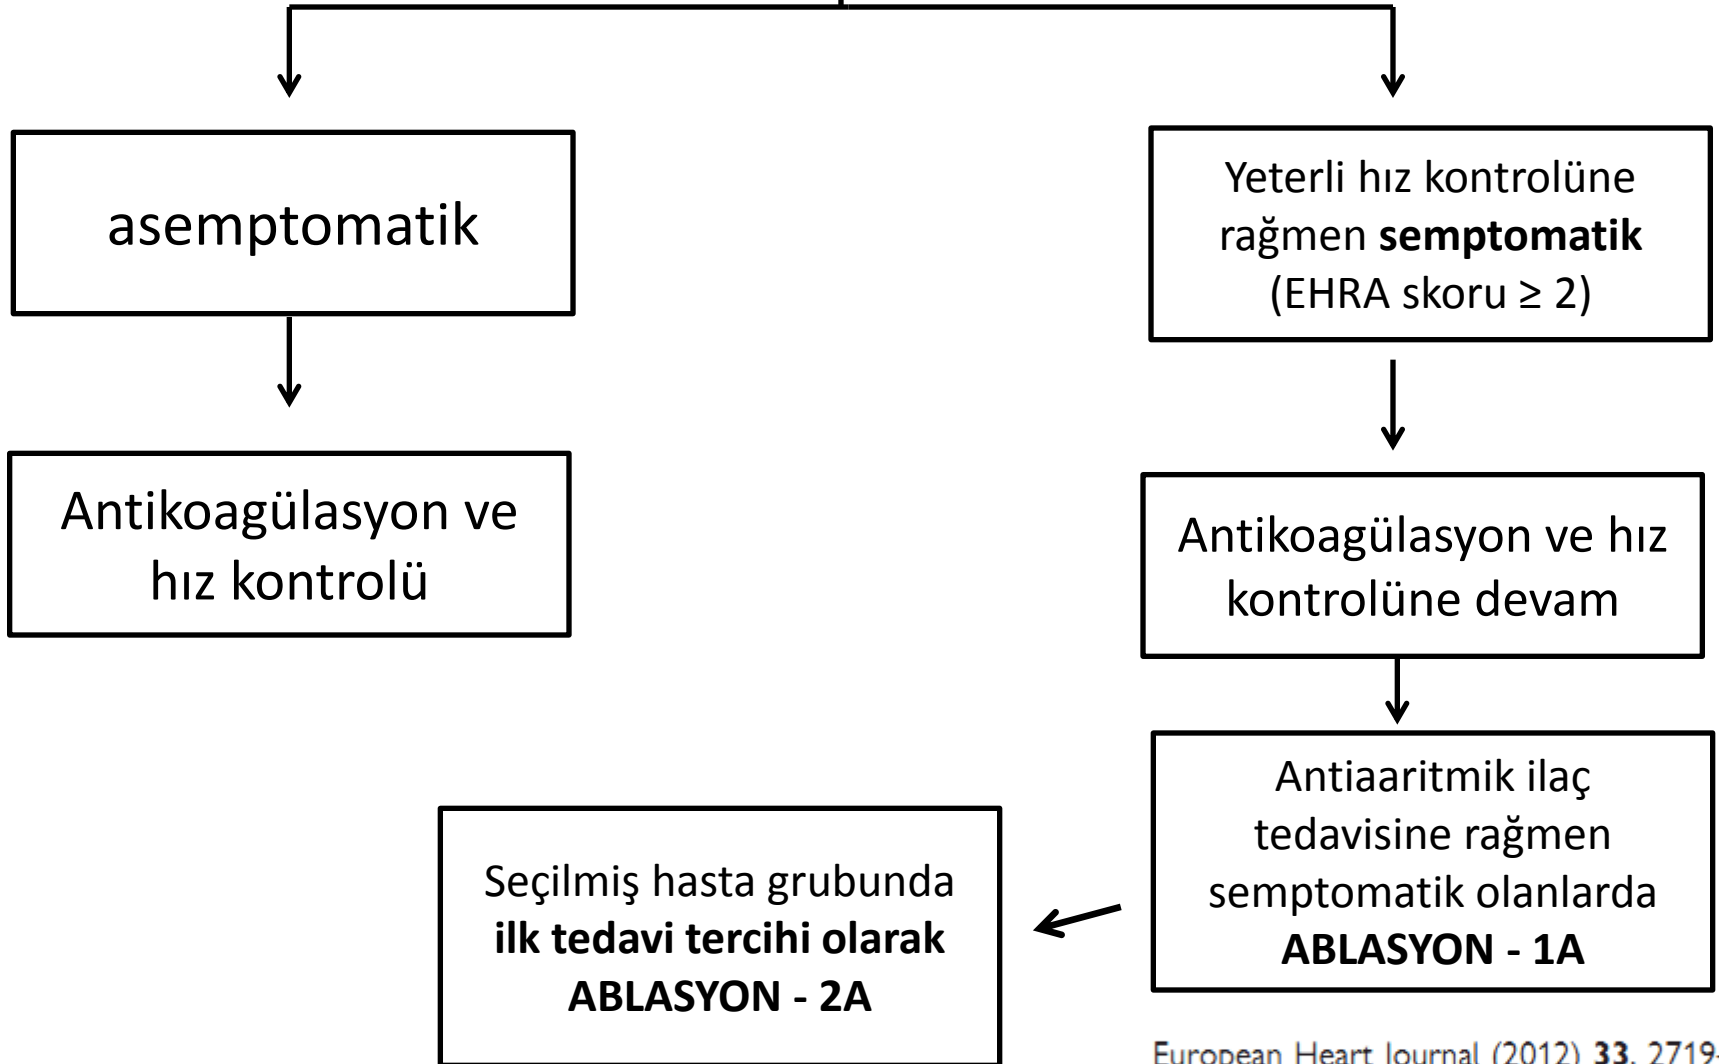 asemptomatik
Antikoagülasyon ve
hız kontrolü
Yeterli hız kontrolüne
rağmen semptomatik
(EHRA skoru ≥ 2)
Antikoagülasyon ve hız
kontrolüne devam
Antiaaritmik ilaç
tedavisine rağmen
semptomatik olanlarda
ABLASYON - 1A
Seçilmiş hasta grubunda
ilk tedavi tercihi olarak
ABLASYON - 2A
European Heart Journal (2012) 33, 2719-